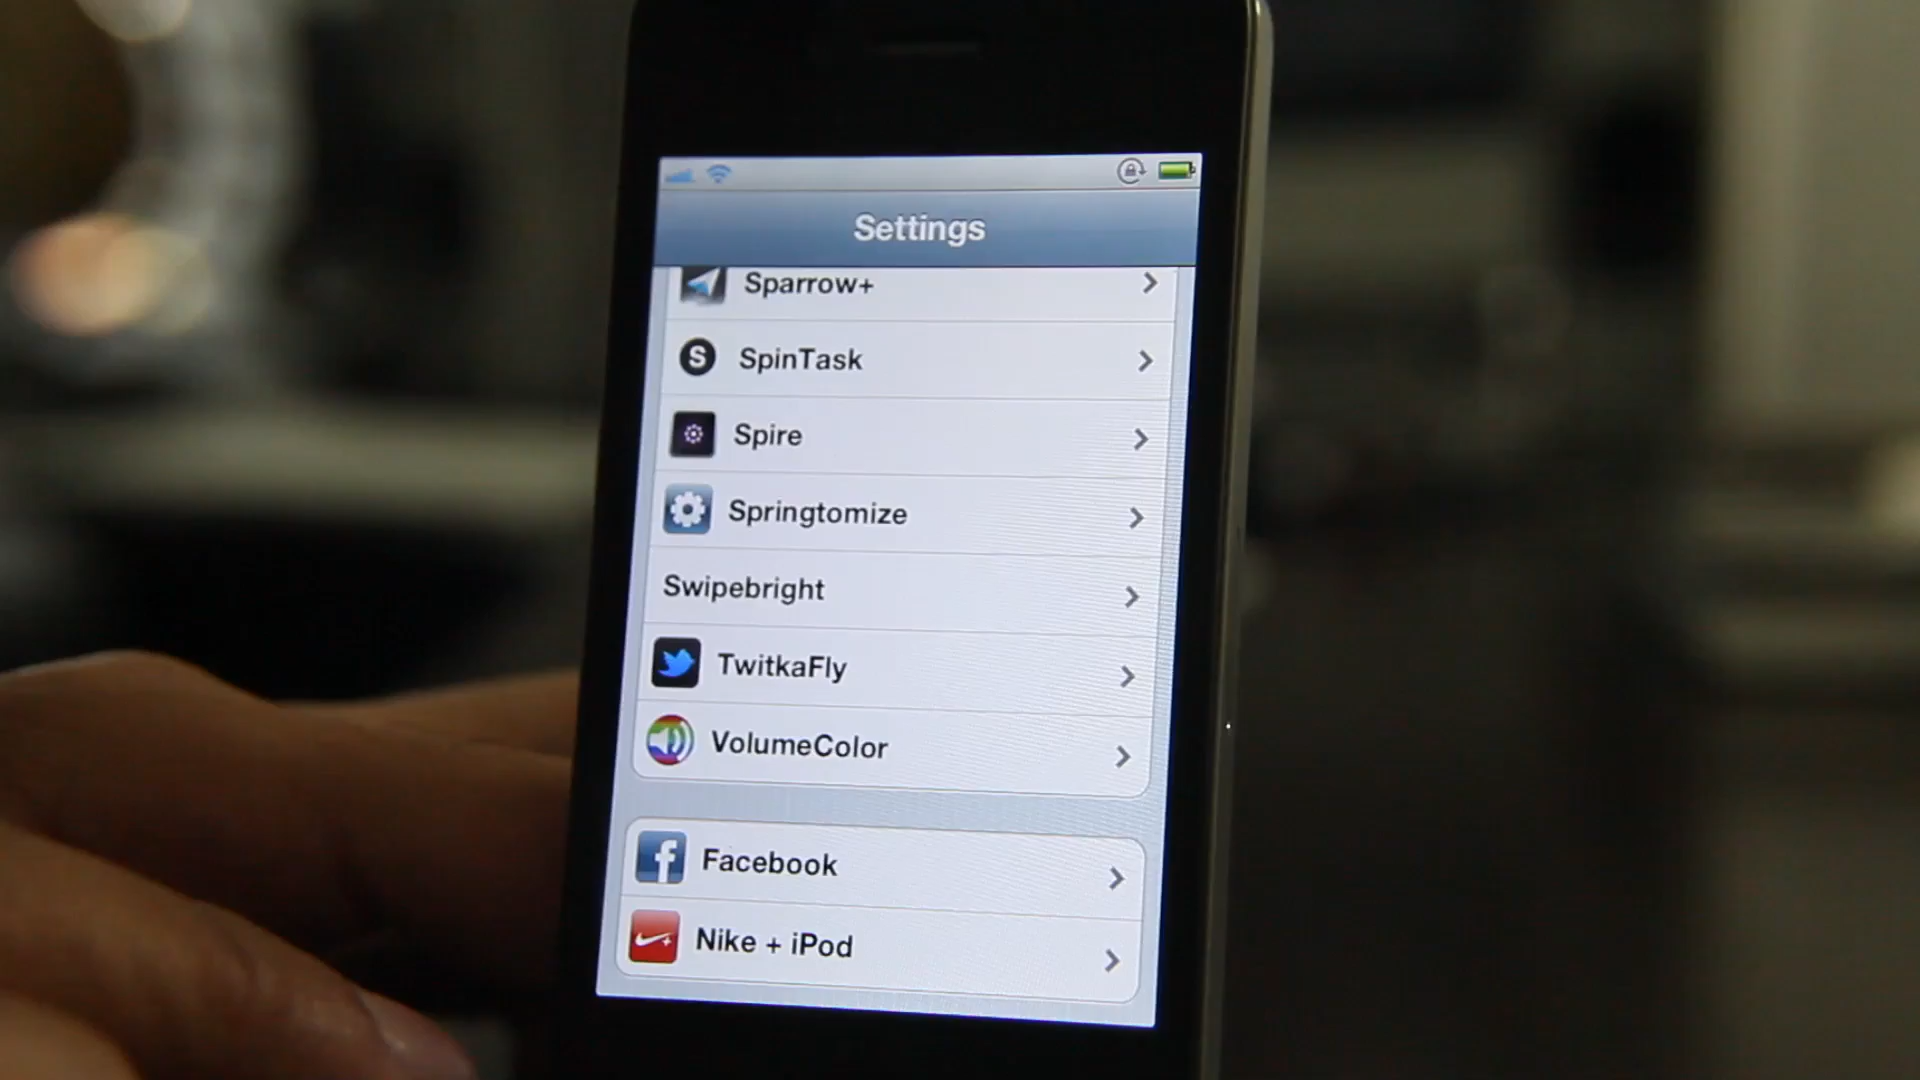 Settings
Sparrow+
SpinTask
Spire
Springtomize
Swipebright
TwitkaFly
VolumeColor
Facebook
Nike + iPod